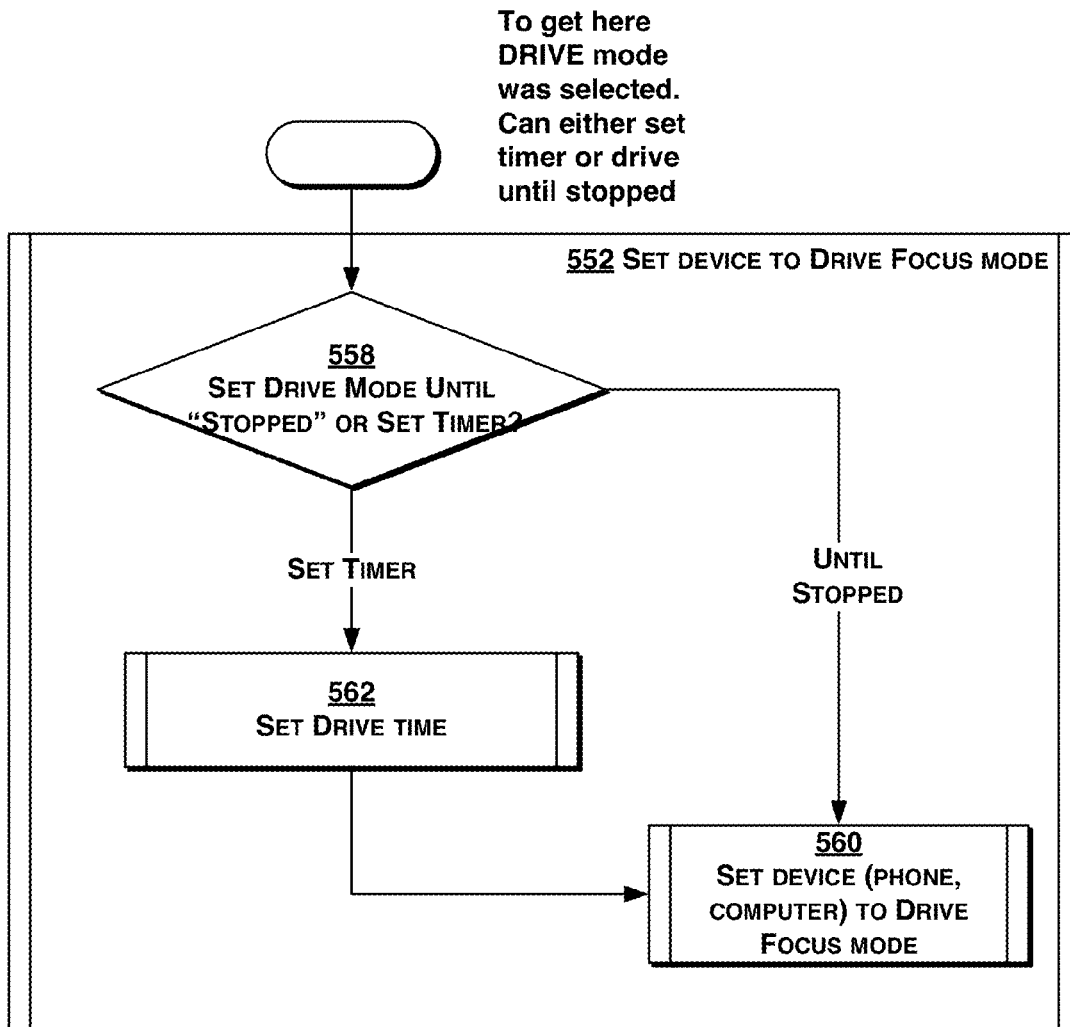 To get here
DRIVE mode
was selected.
Can either set
timer or drive
until stopped
552 SET DEVICE TO DRIVE FOCUS MODE
558
SET DRIVE MODE UNTIL
“STOPPED” OR SET TIMER?
SET TIMER
UNTIL
STOPPED
562
SET DRIVE TIME
560
SET DEVICE (PHONE,
COMPUTER) TO DRIVE
FOCUS MODE